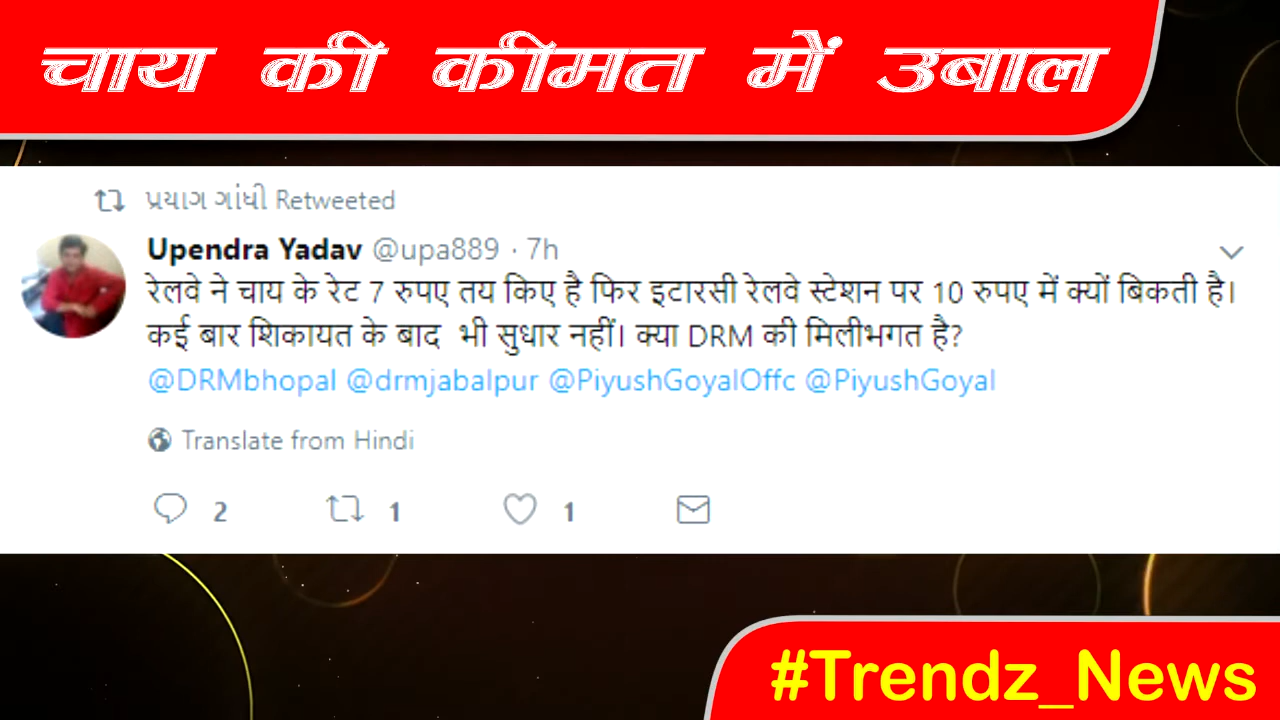 चाय की कीमत में उबाल
પ્રયાગ ગાંધી Retweeted
Upendra Yadav @upa889 · 7h
रेलवे ने चाय के रेट 7 रुपए तय किए है फिर इटारसी रेलवे स्टेशन पर 10 रुपए में क्यों बिकती है।
कई बार शिकायत के बाद भी सुधार नहीं। क्या DRM की मिलीभगत है?
@DRMbhopal @drmjabalpur @PiyushGoyalOffc @PiyushGoyal
Translate from Hindi
2 1 1
#Trendz_News